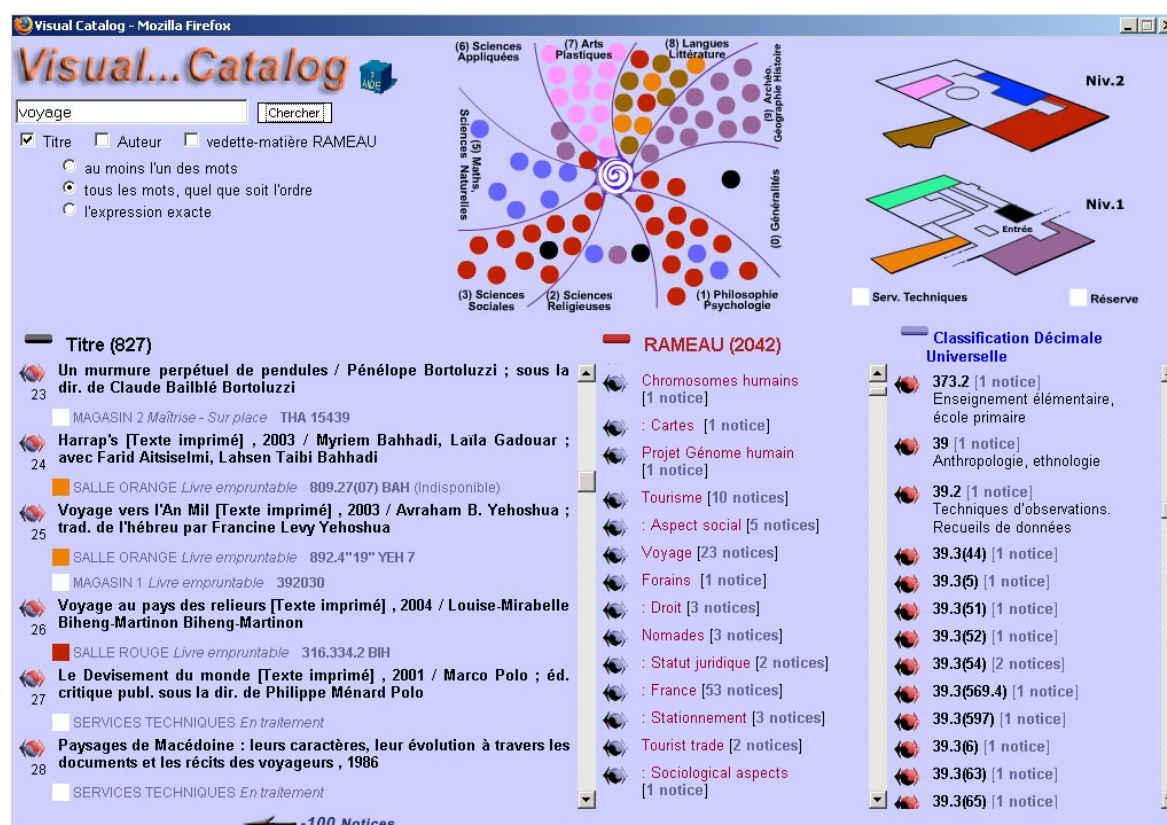 Visual Catalog - Mozilla Firefox
Visual...Catalog
voyage
Chercher
Titre Auteur vedette-matière RAMEAU
au moins l'un des mots
tous les mots, quel que soit l'ordre
l'expression exacte
(6) Sciences
Appliquées
(7) Arts
Plastiques
(8) Langues
Littérature
(9) Archéo.
Géographie Histoire
(5) Maths,
Sciences Naturelles
(0) Généralités
(3) Sciences
Sociales
(2) Sciences
Religieuses
(1) Philosophie
Psychologie
Niv.2
Niv.1
Entrée
Serv. Techniques
Réserve
Titre (827)
23
Un murmure perpétuel de pendules / Pénélope Bortoluzzi ; sous la
dir. de Claude Bailblé Bortoluzzi
MAGASIN 2 Maîtrise - Sur place THA 15439
24
Harrap's [Texte imprimé] , 2003 / Myriem Bahhadi, Laïla Gadouar ;
avec Farid Aitsiselmi, Lahsen Taibi Bahhadi
SALLE ORANGE Livre empruntable 809.27(07) BAH (Indisponible)
25
Voyage vers l'An Mil [Texte imprimé] , 2003 / Avraham B. Yehoshua ;
trad. de l'hébreu par Francine Levy Yehoshua
SALLE ORANGE Livre empruntable 892.4"19" YEH 7
MAGASIN 1 Livre empruntable 392030
26
Voyage au pays des relieurs [Texte imprimé] , 2004 / Louise-Mirabelle
Biheng-Martinon Biheng-Martinon
SALLE ROUGE Livre empruntable 316.334.2 BIH
27
Le Devisement du monde [Texte imprimé] , 2001 / Marco Polo ; éd.
critique publ. sous la dir. de Philippe Ménard Polo
SERVICES TECHNIQUES En traitement
28
Paysages de Macédoine : leurs caractères, leur évolution à travers les
documents et les récits des voyageurs , 1986
SERVICES TECHNIQUES En traitement
-100 Notices
RAMEAU (2042)
Chromosomes humains
[1 notice]
: Cartes [1 notice]
Projet Génome humain
[1 notice]
Tourisme [10 notices]
: Aspect social [5 notices]
Voyage [23 notices]
Forains [1 notice]
: Droit [3 notices]
Nomades [3 notices]
: Statut juridique [2 notices]
: France [53 notices]
: Stationnement [3 notices]
Tourist trade [2 notices]
: Sociological aspects
[1 notice]
Classification Décimale
Universelle
373.2 [1 notice]
Enseignement élémentaire,
école primaire
39 [1 notice]
Anthropologie, ethnologie
39.2 [1 notice]
Techniques d'observations.
Recueils de données
39.3(44) [1 notice]
39.3(5) [1 notice]
39.3(51) [1 notice]
39.3(52) [1 notice]
39.3(54) [2 notices]
39.3(569.4) [1 notice]
39.3(597) [1 notice]
39.3(6) [1 notice]
39.3(63) [1 notice]
39.3(65) [1 notice]